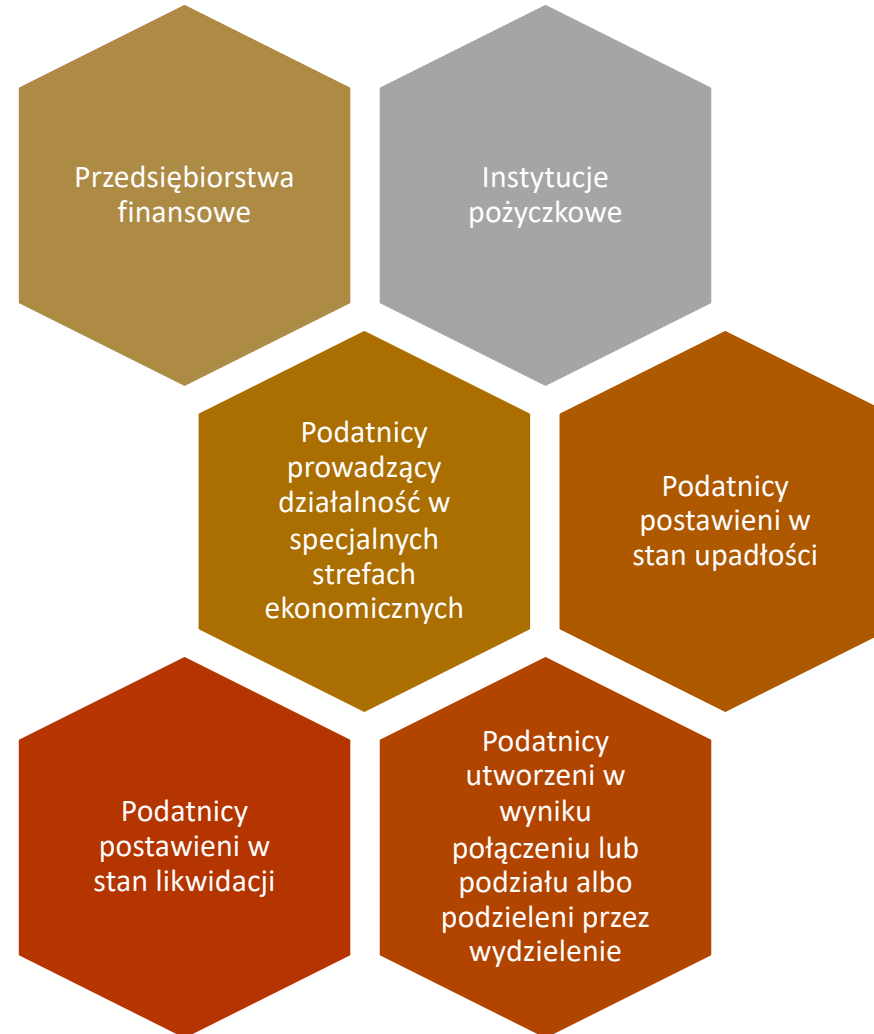 Przedsiębiorstwa
finansowe
Instytucje
pożyczkowe
Podatnicy
prowadzący
działalność w
specjalnych
strefach
ekonomicznych
Podatnicy
postawieni w
stan upadłości
Podatnicy
postawieni w
stan likwidacji
Podatnicy
utworzeni w
wyniku
połączeniu lub
podziału albo
podzieleni przez
wydzielenie